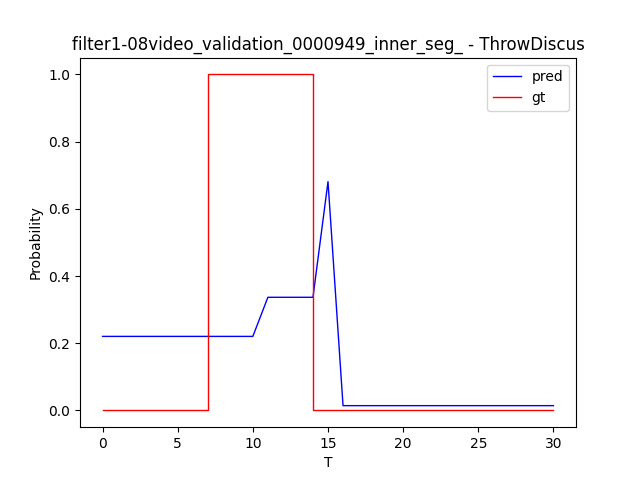 filter1-08video_validation_0000949_inner_seg_ - ThrowDiscus
pred
gt
1.0
0.8
0.6
0.4
0.2
0.0
Probability
0
5
10
15
20
25
30
T